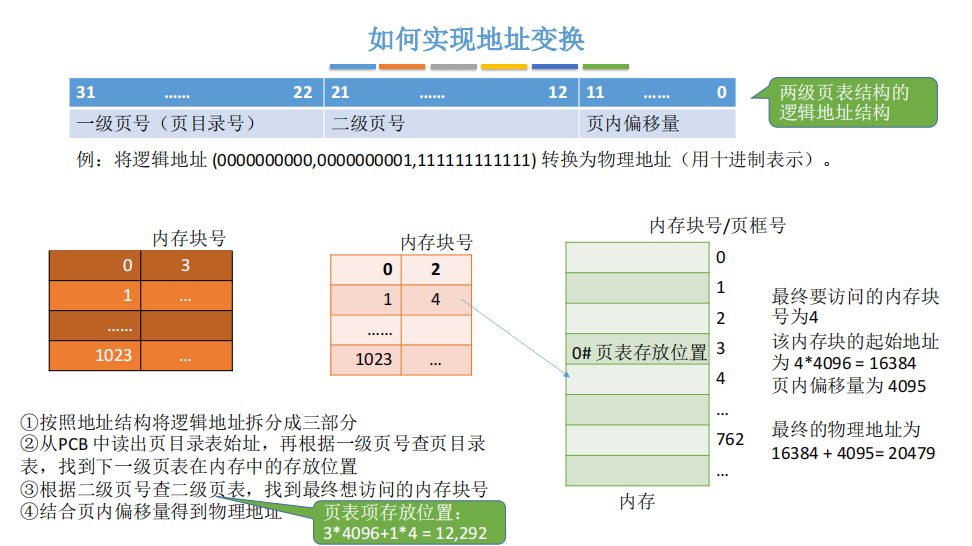 如何实现地址变换
31 …… 22 21 …… 12 11 …… 0
一级页号（页目录号） 二级页号 页内偏移量
两级页表结构的
逻辑地址结构
例：将逻辑地址 (0000000000,0000000001,111111111111) 转换为物理地址（用十进制表示）。
内存块号
0 3
1 …
……
1023 …
内存块号
0 2
1 4
……
1023 …
内存块号/页框号
0
1
2
0# 页表存放位置 3
4
…
762
…
内存
最终要访问的内存块
号为4
该内存块的起始地址
为 4*4096 = 16384
页内偏移量为 4095
最终的物理地址为
16384 + 4095= 20479
①按照地址结构将逻辑地址拆分成三部分
②从PCB 中读出页目录表始址，再根据一级页号查页目录
表，找到下一级页表在内存中的存放位置
③根据二级页号查二级页表，找到最终想访问的内存块号
④结合页内偏移量得到物理地址
页表项存放位置：
3*4096+1*4 = 12,292